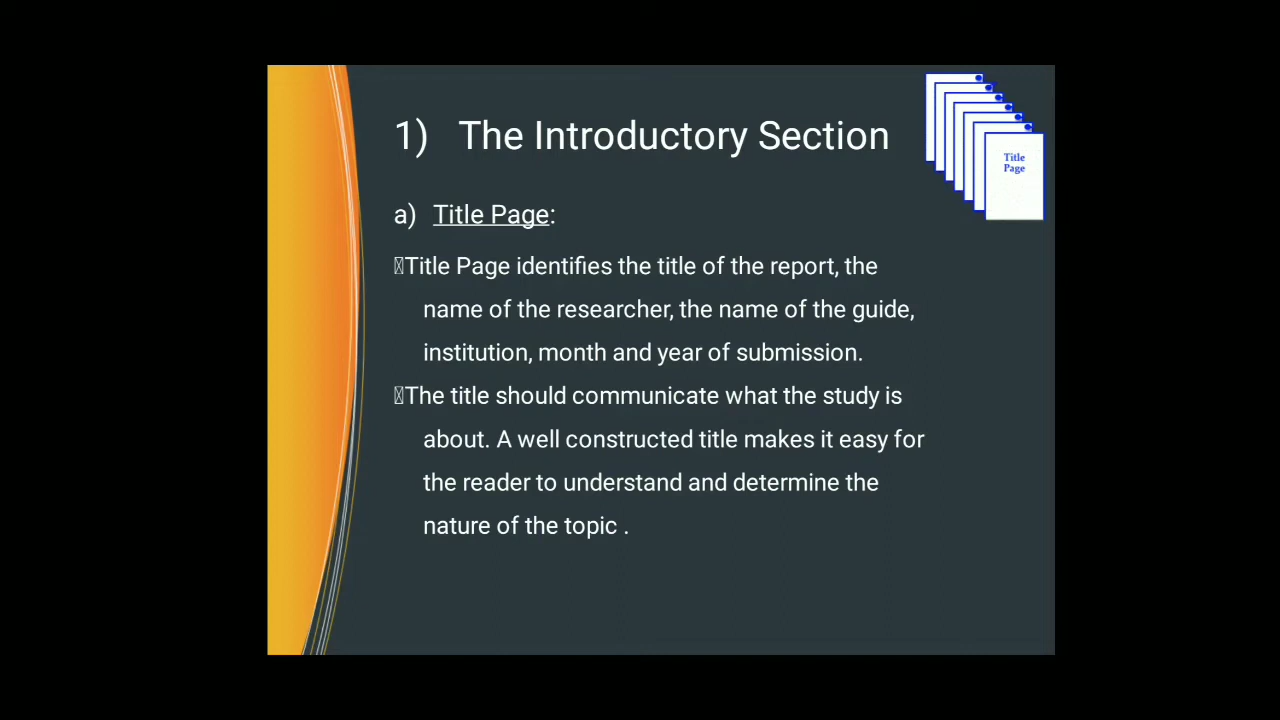 1) The Introductory Section
Title
Page
a) Title Page:
Title Page identifies the title of the report, the
name of the researcher, the name of the guide,
institution, month and year of submission.
The title should communicate what the study is
about. A well constructed title makes it easy for
the reader to understand and determine the
nature of the topic .